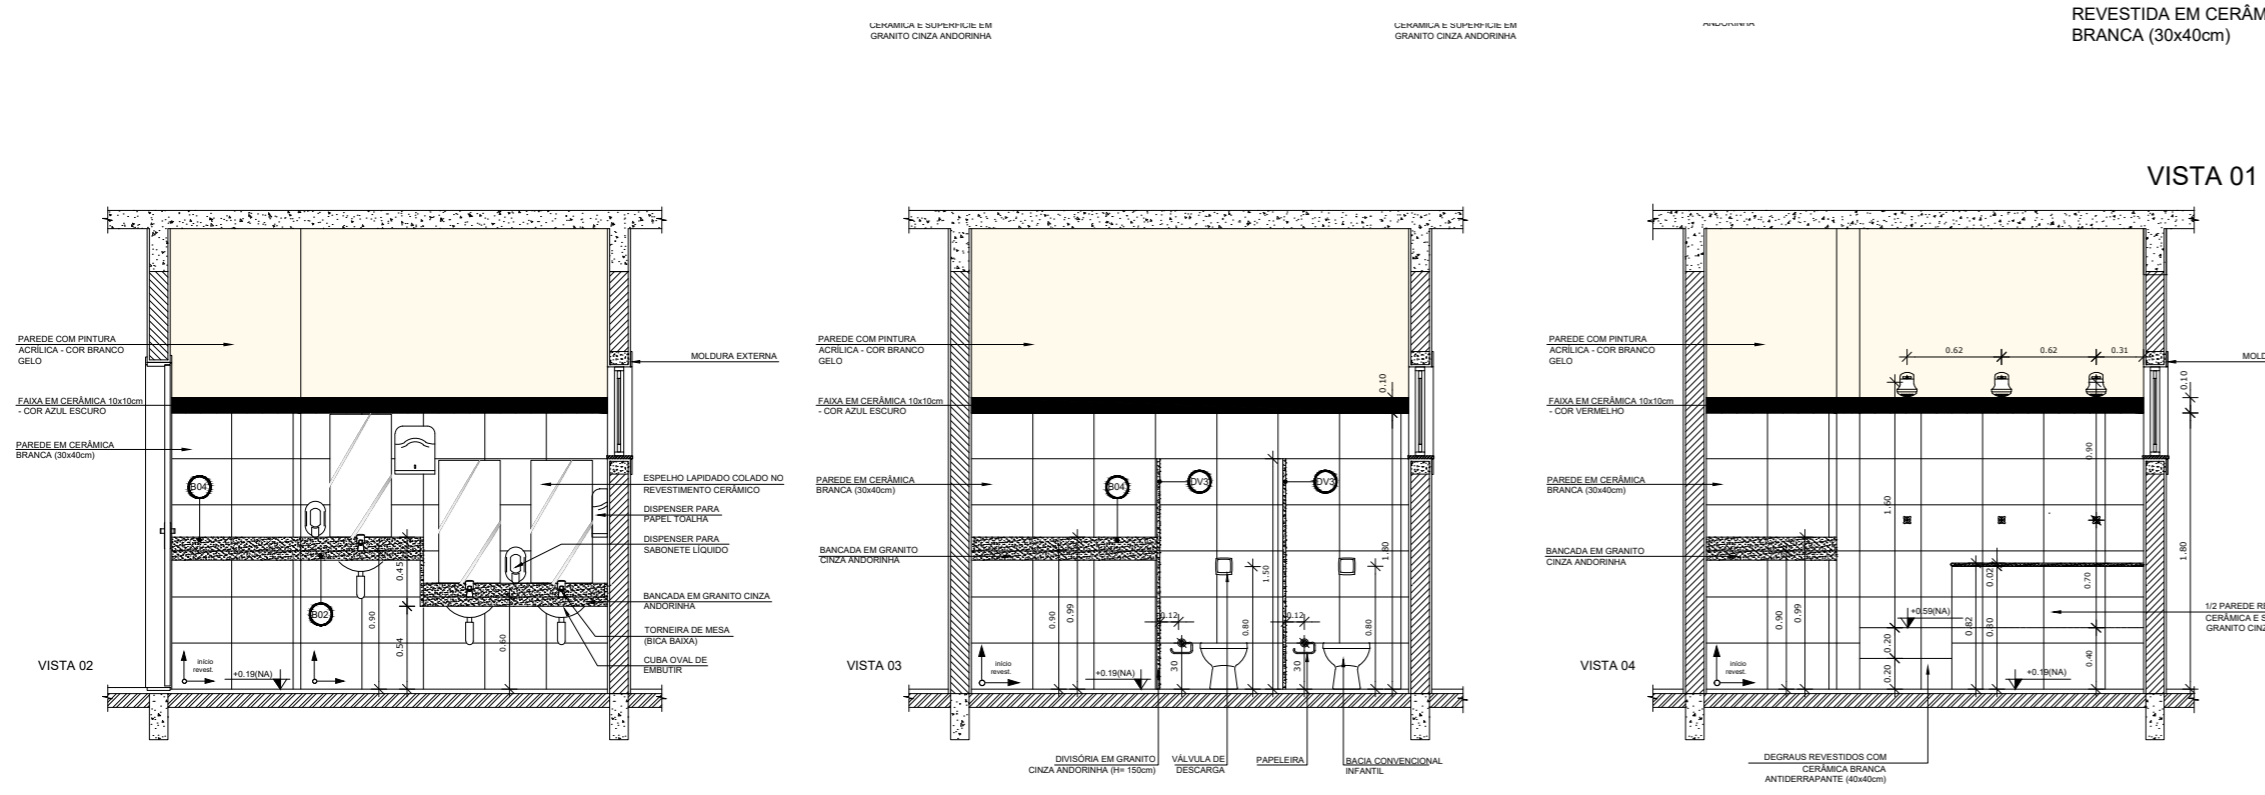 CERÂMICA E SUPERFÍCIE EM
GRANITO CINZA ANDORINHA
CERÂMICA E SUPERFÍCIE EM
GRANITO CINZA ANDORINHA
ANDORINHA
REVESTIDA EM CERÂM
BRANCA (30x40cm)
VISTA 01
PAREDE COM PINTURA
ACRÍLICA - COR BRANCO
GELO
FAIXA EM CERÂMICA 10x10cm
- COR AZUL ESCURO
PAREDE EM CERÂMICA
BRANCA (30x40cm)
B04
B02
MOLDURA EXTERNA
ESPELHO LAPIDADO COLADO NO
REVESTIMENTO CERÂMICO
DISPENSER PARA
PAPEL TOALHA
DISPENSER PARA
SABONETE LÍQUIDO
BANCADA EM GRANITO CINZA
ANDORINHA
TORNEIRA DE MESA
(BICA BAIXA)
CUBA OVAL DE
EMBUTIR
0.45
0.90
0.54
0.60
início
revest.
+0.19(NA)
VISTA 02
PAREDE COM PINTURA
ACRÍLICA - COR BRANCO
GELO
FAIXA EM CERÂMICA 10x10cm
- COR AZUL ESCURO
PAREDE EM CERÂMICA
BRANCA (30x40cm)
BANCADA EM GRANITO
CINZA ANDORINHA
B04
DV3
DV3
0.10
1.80
1.50
0.90
0.99
0.12
0.12
0.80
0.80
30
30
início
revest.
+0.19(NA)
VISTA 03
DIVISÓRIA EM GRANITO
CINZA ANDORINHA (H= 150cm)
VÁLVULA DE
DESCARGA
PAPELEIRA
BACIA CONVENCIONAL
INFANTIL
PAREDE COM PINTURA
ACRÍLICA - COR BRANCO
GELO
FAIXA EM CERÂMICA 10x10cm
- COR VERMELHO
PAREDE EM CERÂMICA
BRANCA (30x40cm)
BANCADA EM GRANITO
CINZA ANDORINHA
0.62
0.62
0.31
MOLD
0.10
0.90
1.60
1.80
0.02
0.70
0.90
0.99
+0.59(NA)
0.82
0.80
0.20
0.20
0.40
1/2 PAREDE RE
CERÂMICA E S
GRANITO CINZ
início
revest.
+0.19(NA)
VISTA 04
DEGRAUS REVESTIDOS COM
CERÂMICA BRANCA
ANTIDERRAPANTE (40x40cm)